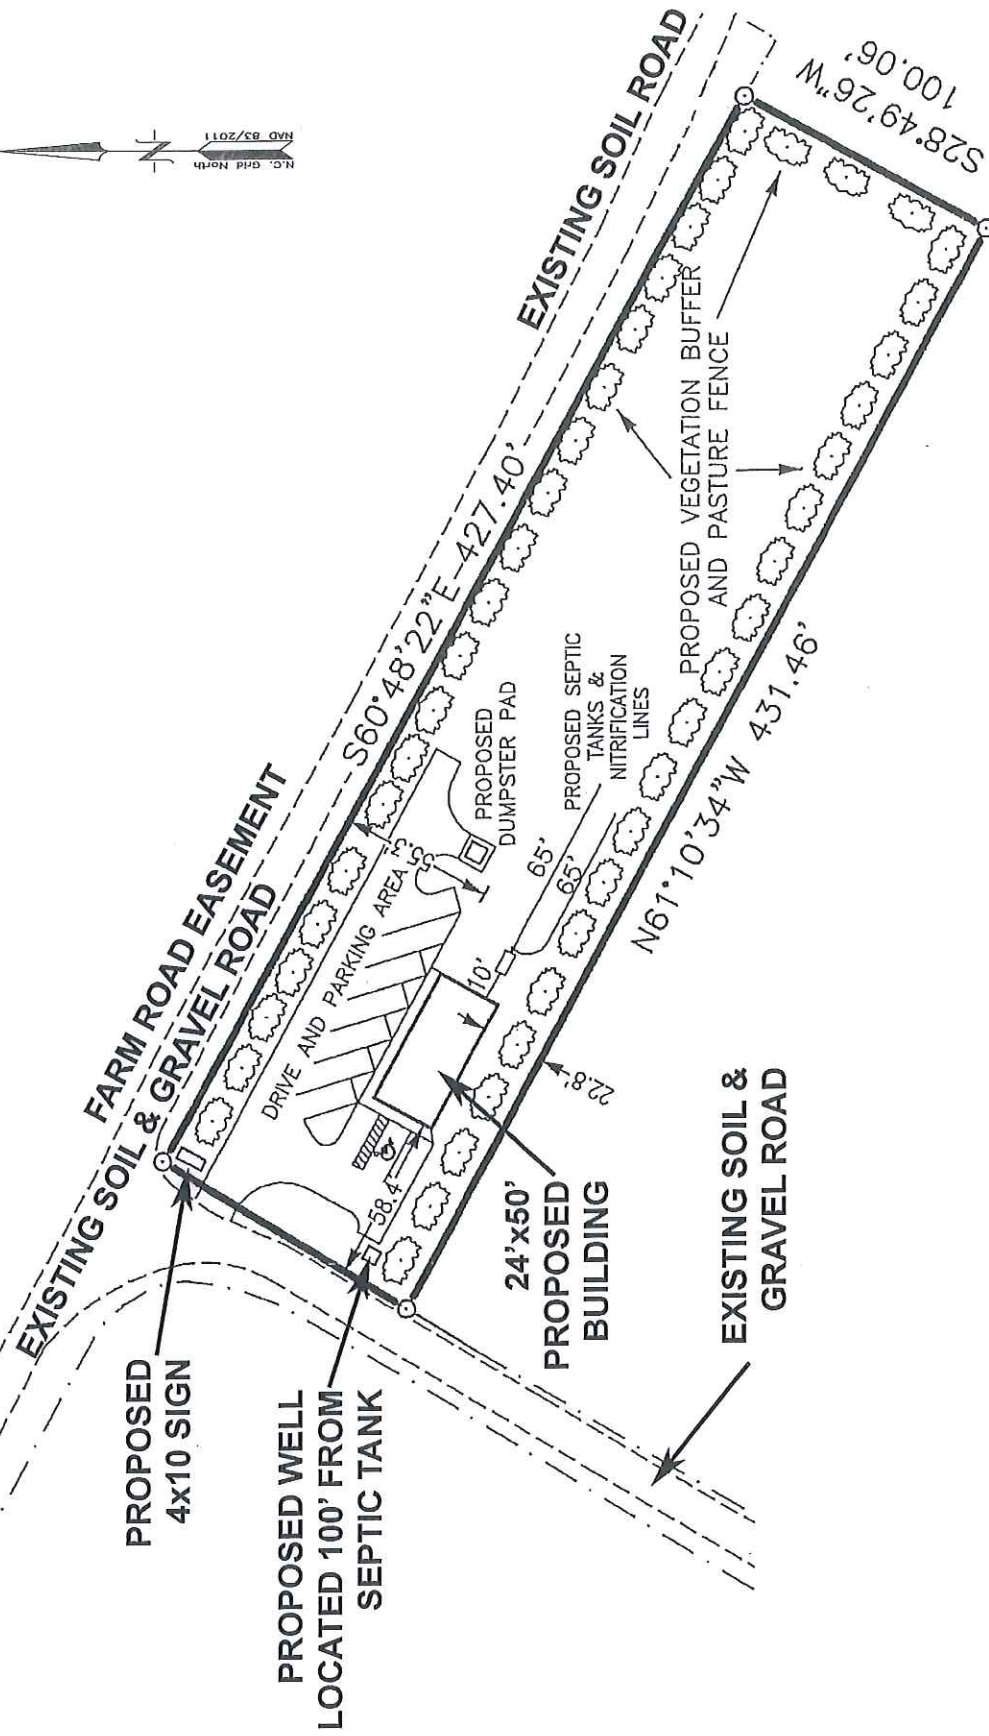 N.C. Grid North
NAD 83/2011
EXISTING SOIL ROAD
S28°49'26"W
100.06'
FARM ROAD EASEMENT
EXISTING SOIL & GRAVEL ROAD
S60°48'22"E 427.40'
PROPOSED VEGETATION BUFFER
AND PASTURE FENCE
PROPOSED
DUMPSTER PAD
PROPOSED SEPTIC
TANKS &
NITRIFICATION
LINES
DRIVE AND PARKING AREA
65'
65'
10'
58.4'
22.8'
N61°10'34"W 431.46'
PROPOSED
4x10 SIGN
PROPOSED WELL
LOCATED 100' FROM
SEPTIC TANK
24'x50'
PROPOSED
BUILDING
EXISTING SOIL &
GRAVEL ROAD